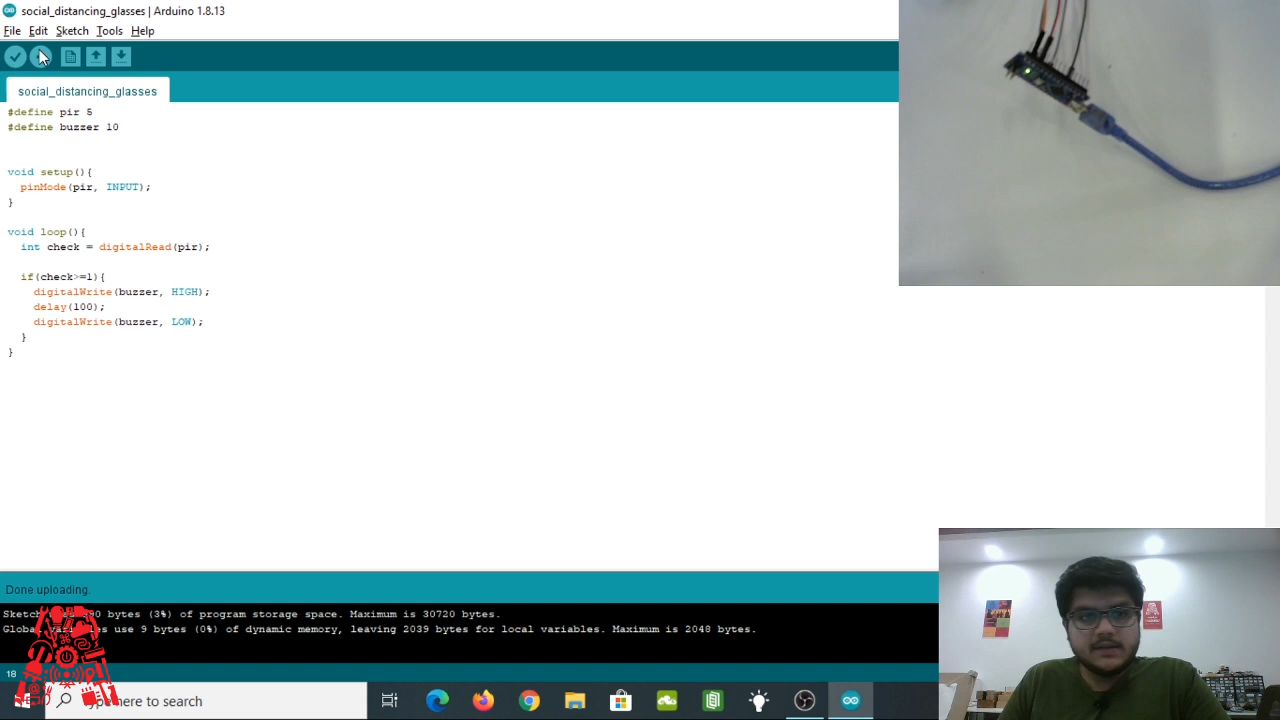 social_distancing_glasses | Arduino 1.8.13
File Edit Sketch Tools Help
social_distancing_glasses
#define pir 5
#define buzzer 10
void setup(){
pinMode(pir, INPUT);
}
void loop(){
int check = digitalRead(pir);
if(check>=1){
digitalWrite(buzzer, HIGH);
delay(100);
digitalWrite(buzzer, LOW);
}
}
Done uploading.
bytes (3%) of program storage space. Maximum is 30720 bytes.
use 9 bytes (0%) of dynamic memory, leaving 2039 bytes for local variables. Maximum is 2048 bytes.
18
here to search